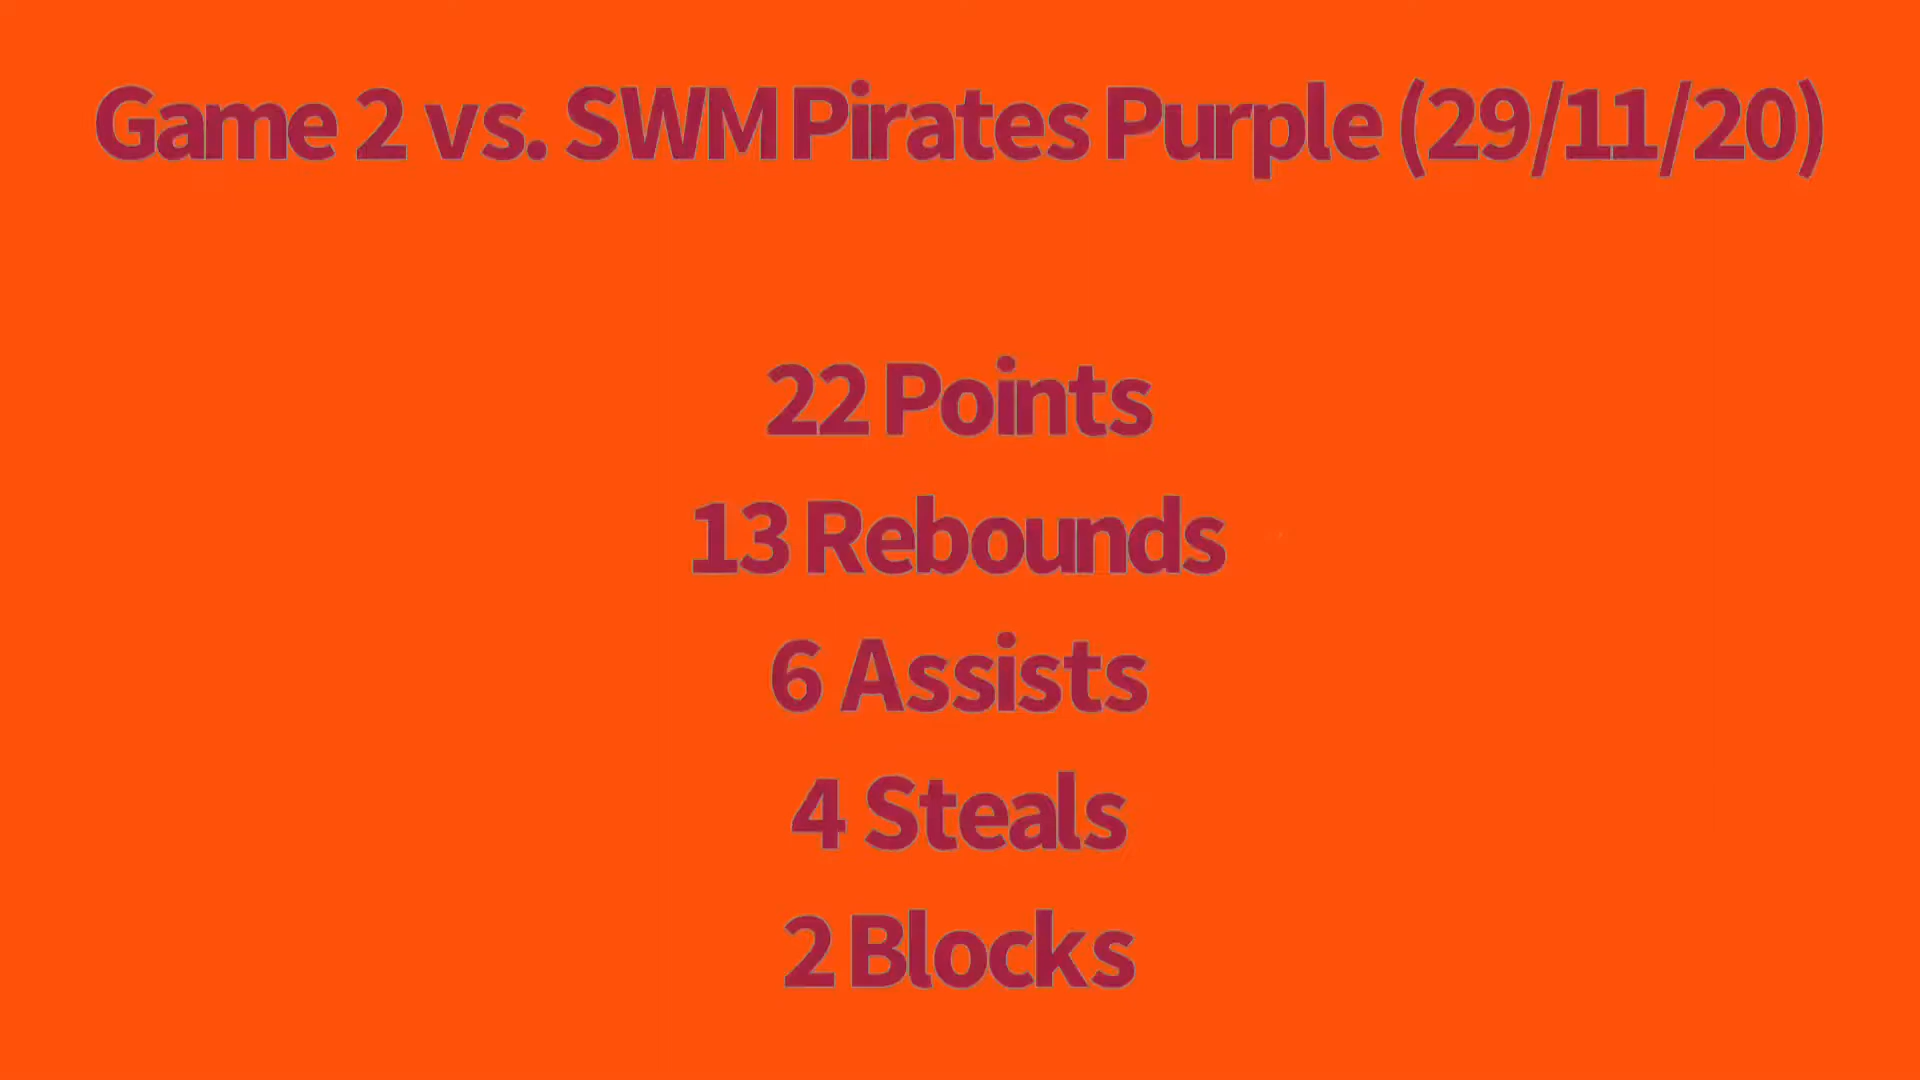 Game 2 vs. SWM Pirates Purple (29/11/20)
22 Points
13 Rebounds
6 Assists
4 Steals
2 Blocks